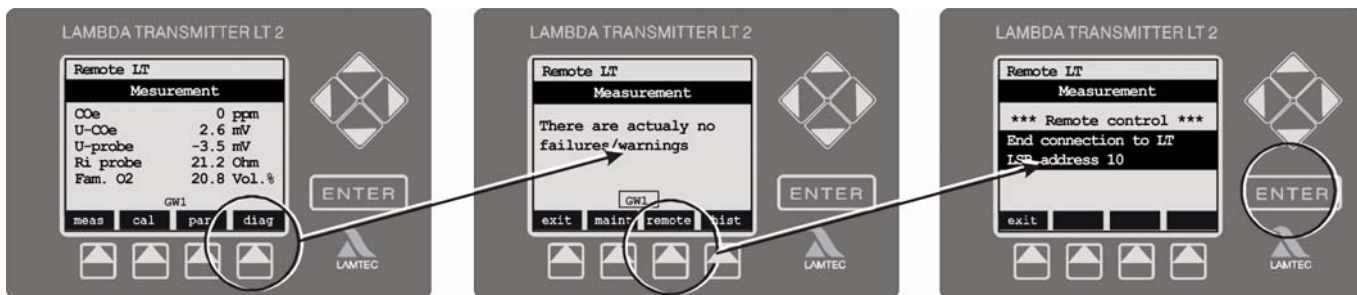 LAMBDA TRANSMITTER LT 2
Remote LT
Mesurement
COe 0 ppm
U-COe 2.6 mV
U-probe -3.5 mV
Ri probe 21.2 Ohm
Fam. O2 20.8 Vol.%
GW1
meas cal par diag
ENTER
LAMTEC
LAMBDA TRANSMITTER LT 2
Remote LT
Measurement
There are actualy no
failures/warnings
GW1
exit maint remote hist
ENTER
LAMTEC
LAMBDA TRANSMITTER LT 2
Remote LT
Measurement
*** Remote control ***
End connection to LT
LSB address 10
exit
ENTER
LAMTEC